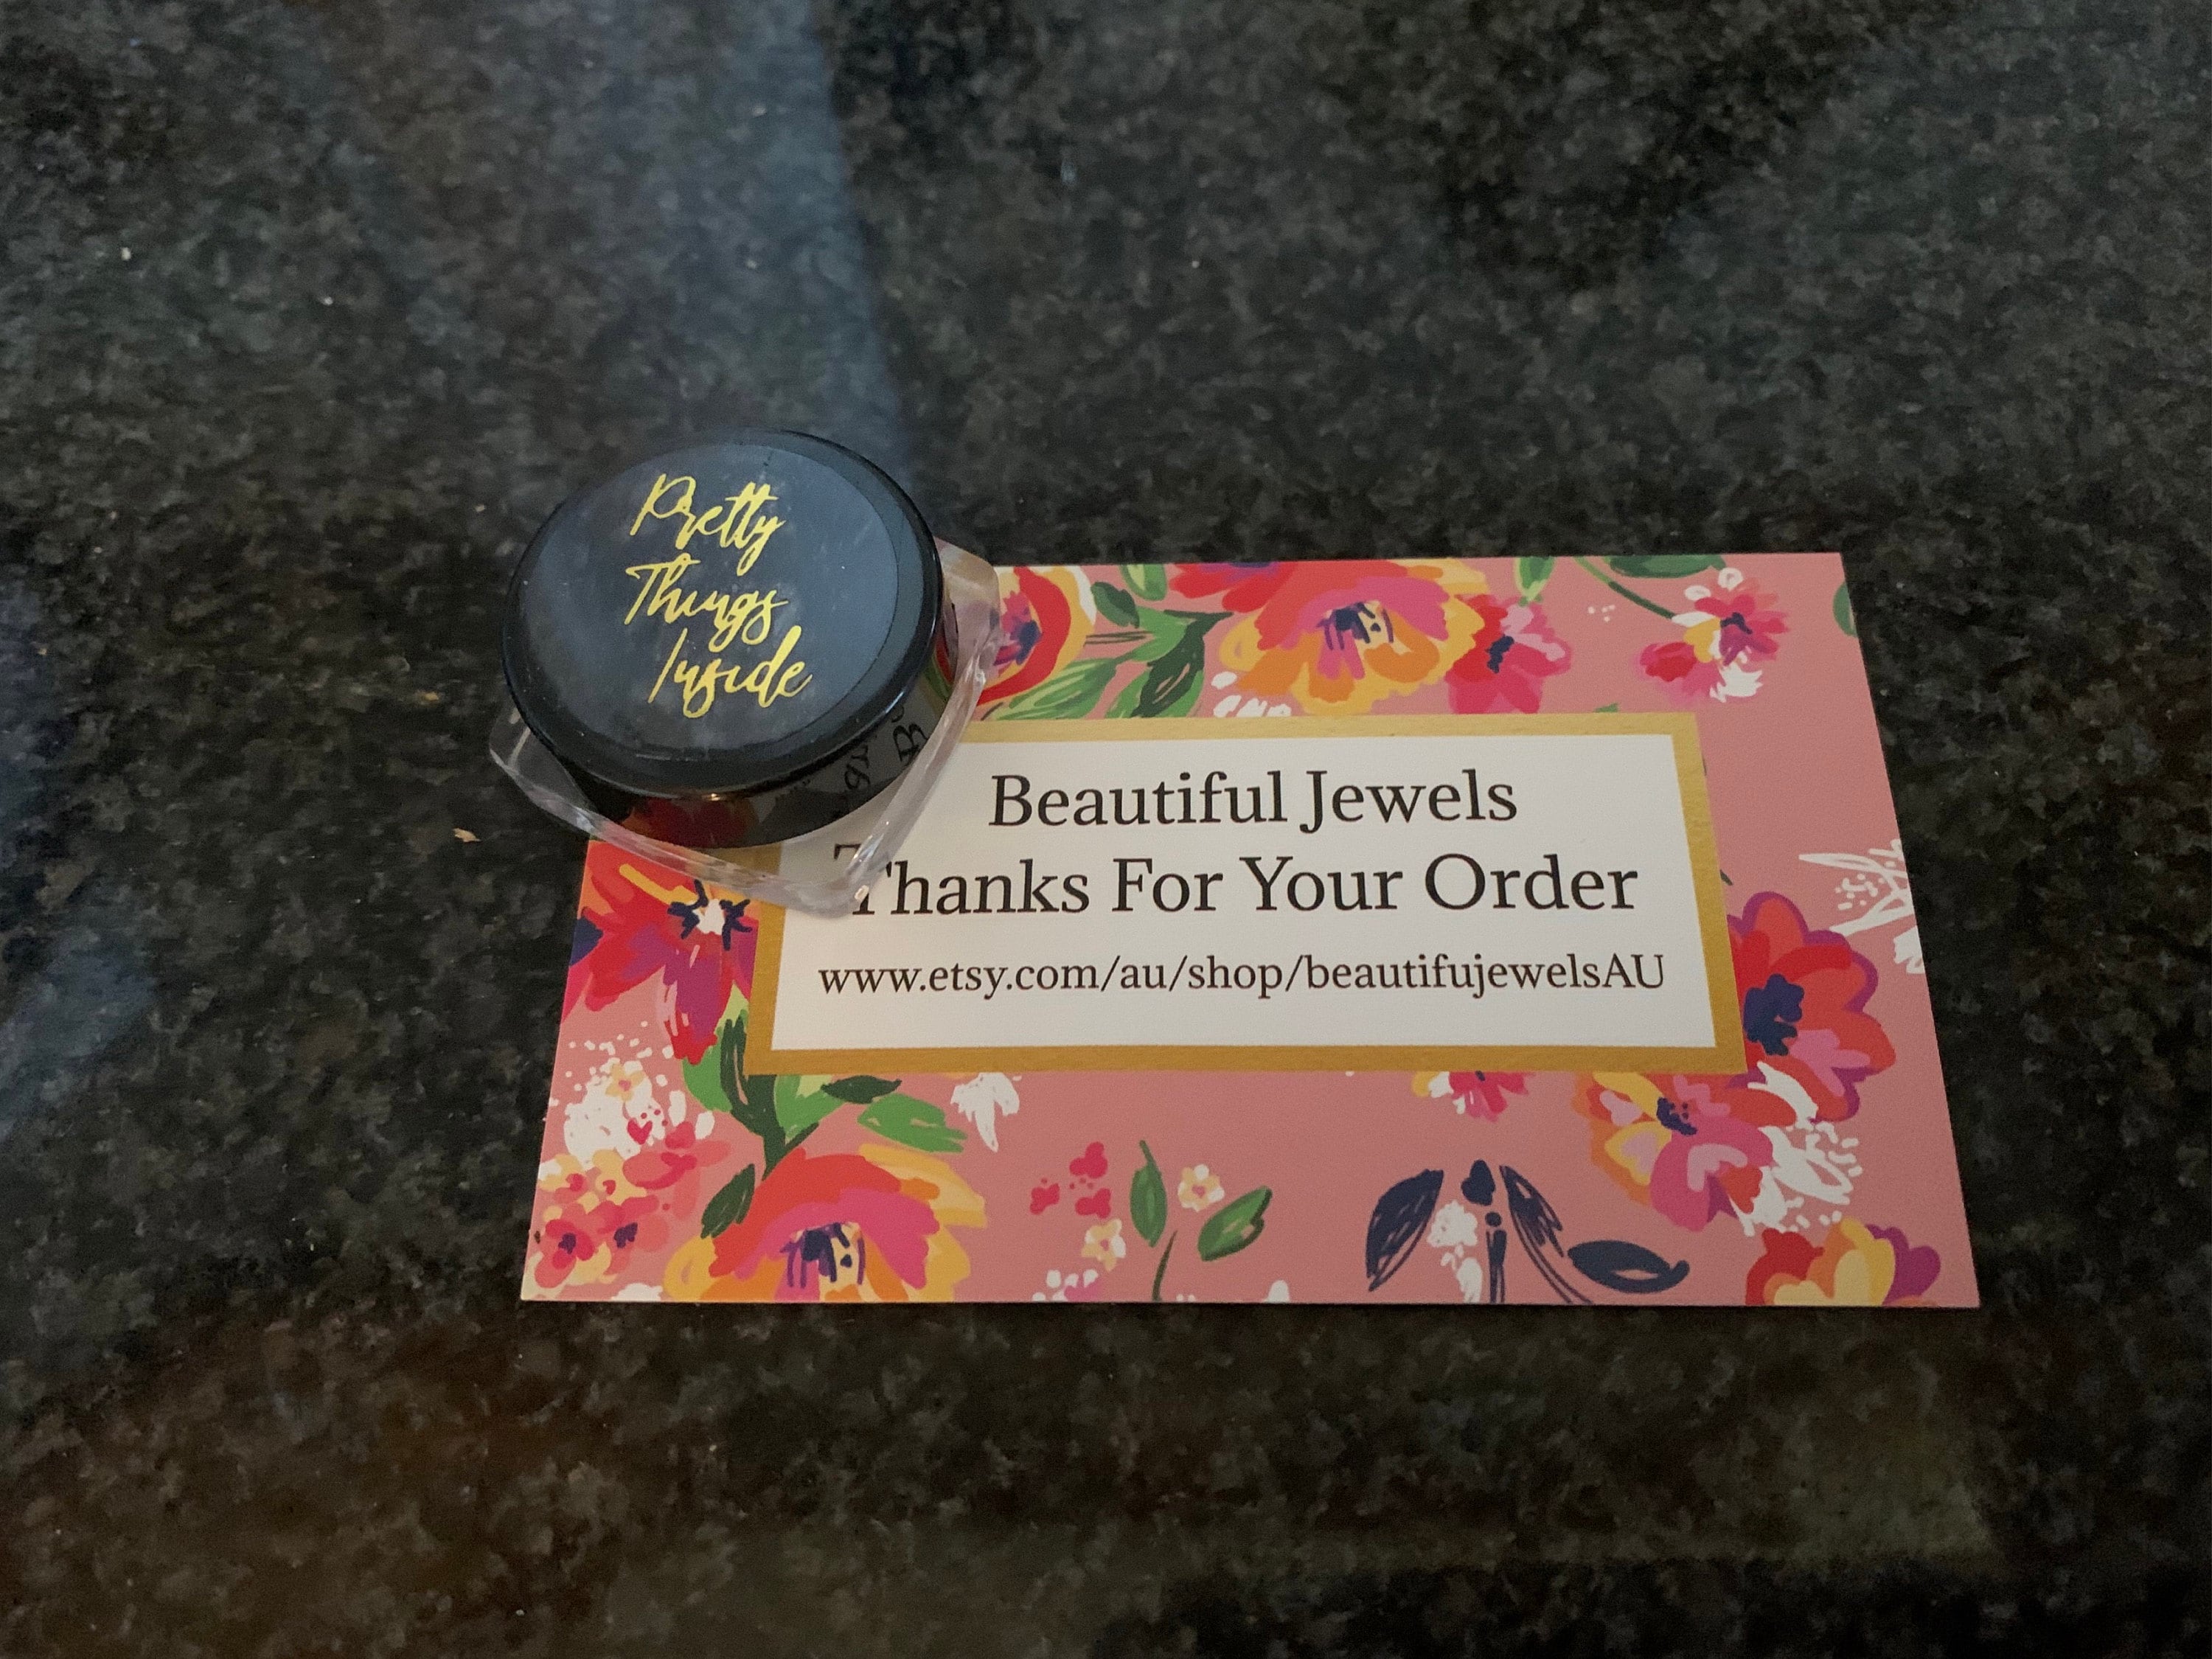 Pretty
Things
Inside
Beautiful Jewels
Thanks For Your Order
www.etsy.com/au/shop/beautifujewelsAU